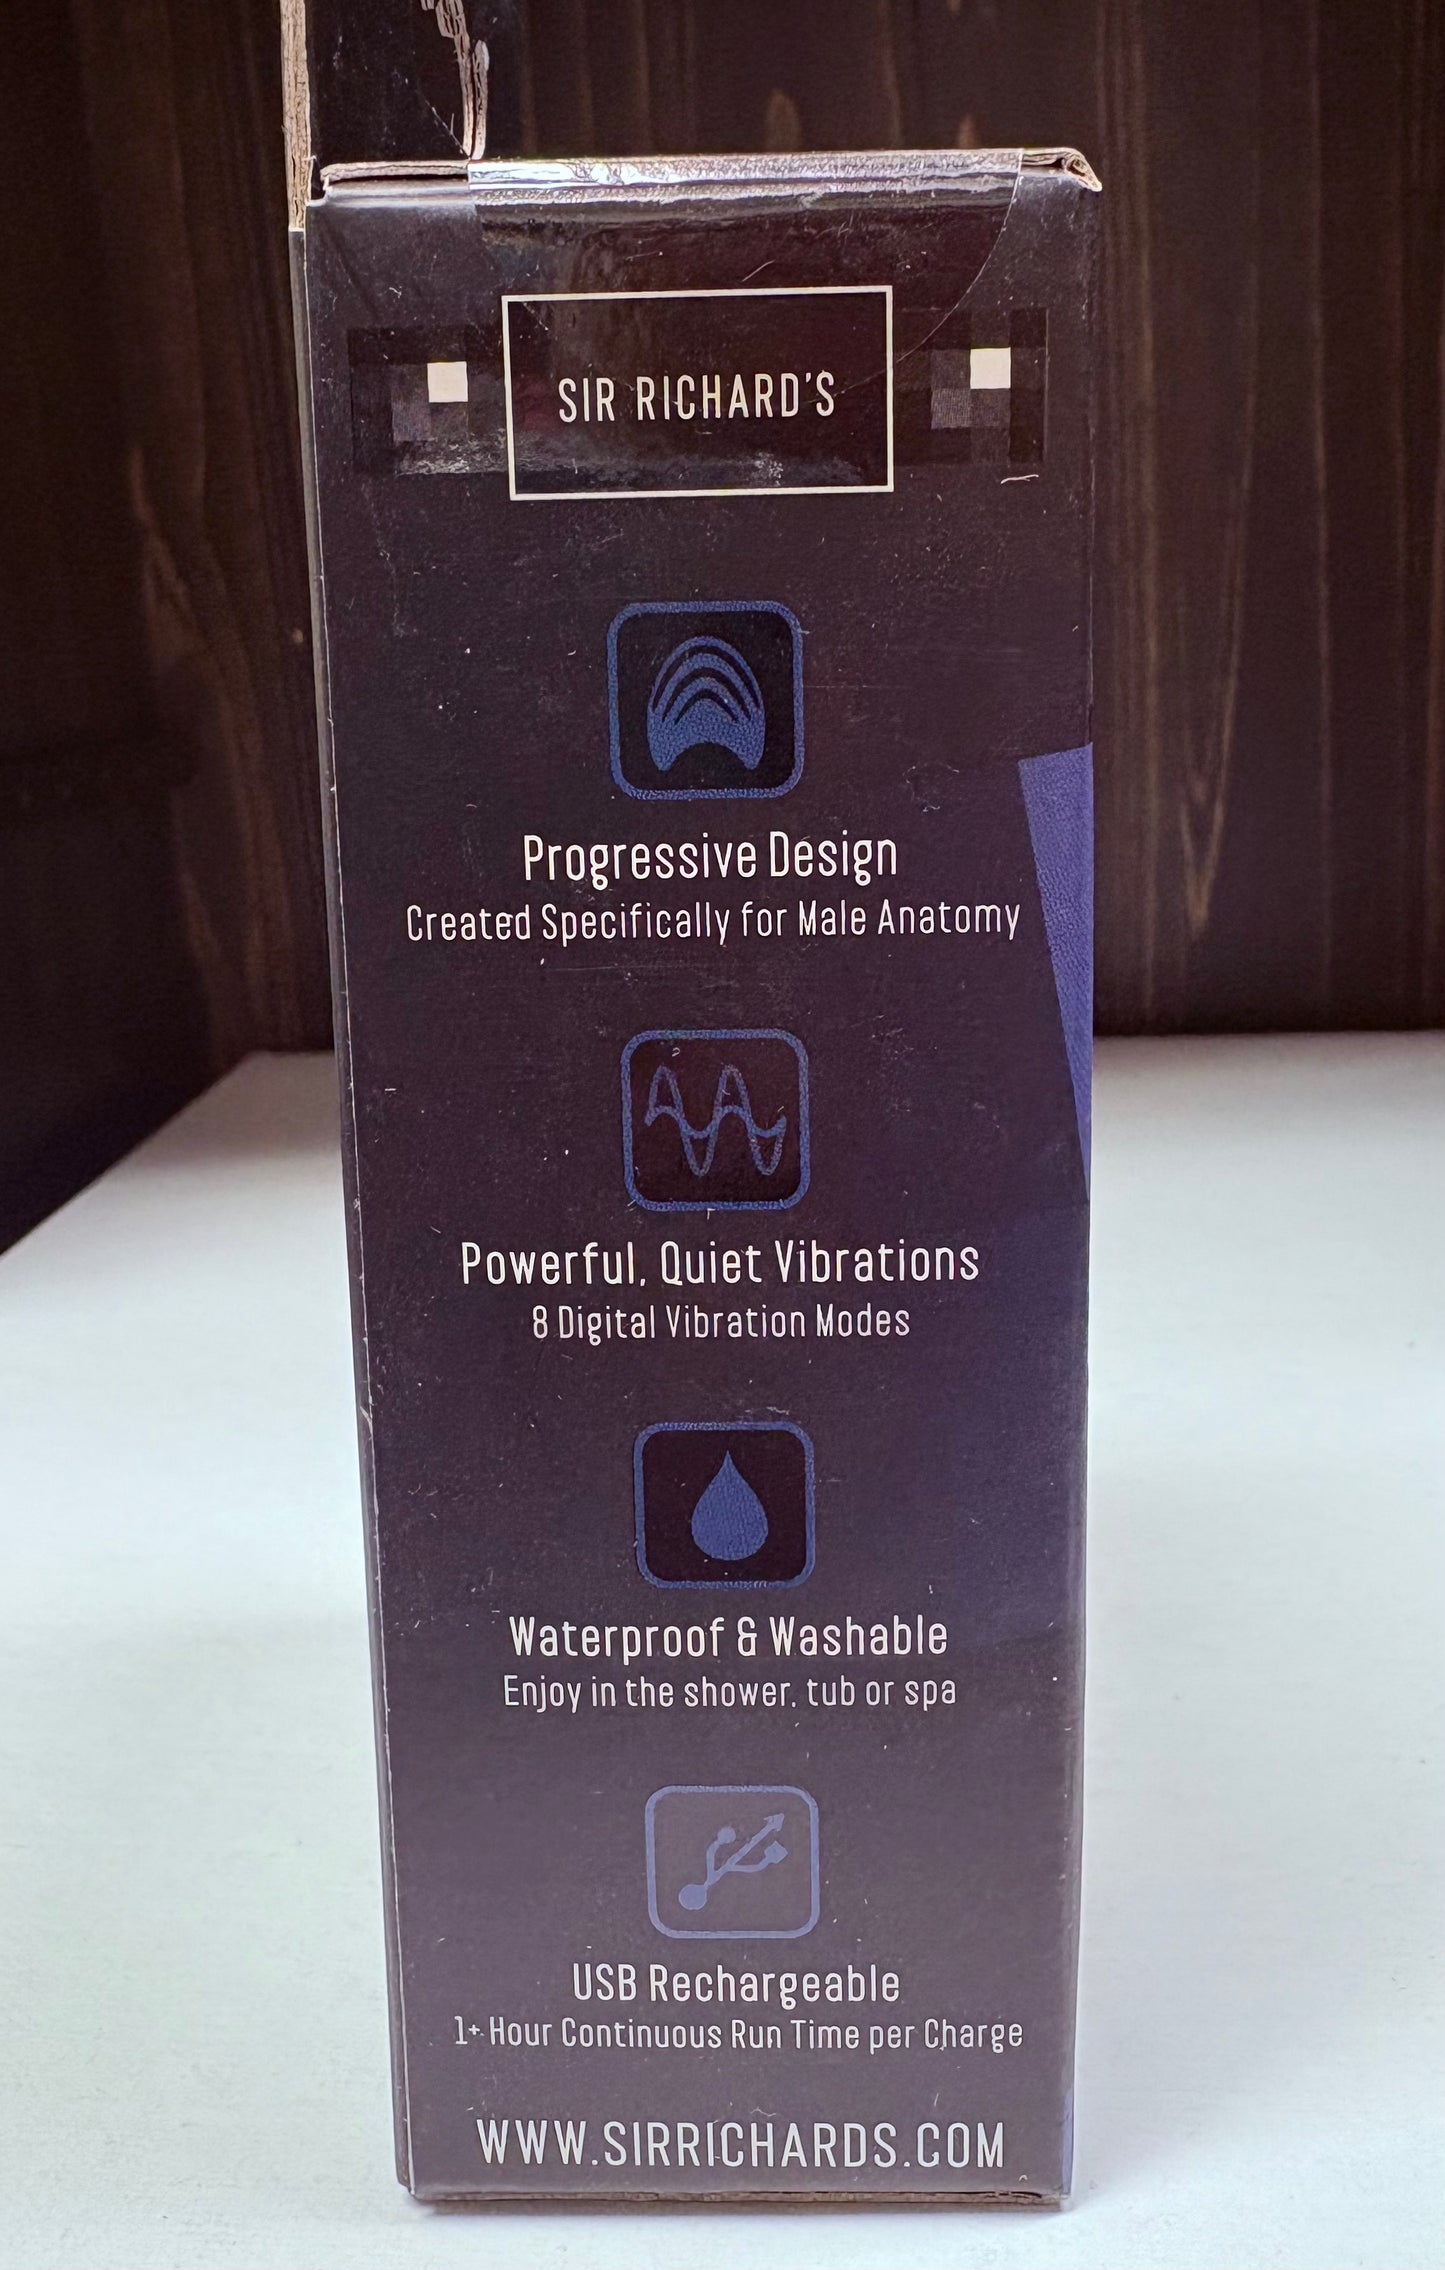 SIR RICHARD'S
Progressive Design
Created Specifically for Male Anatomy
Powerful, Quiet Vibrations
8 Digital Vibration Modes
Waterproof & Washable
Enjoy in the shower, tub or spa
USB Rechargeable
1+ Hour Continuous Run Time per Charge
WWW.SIRRICHARDS.COM